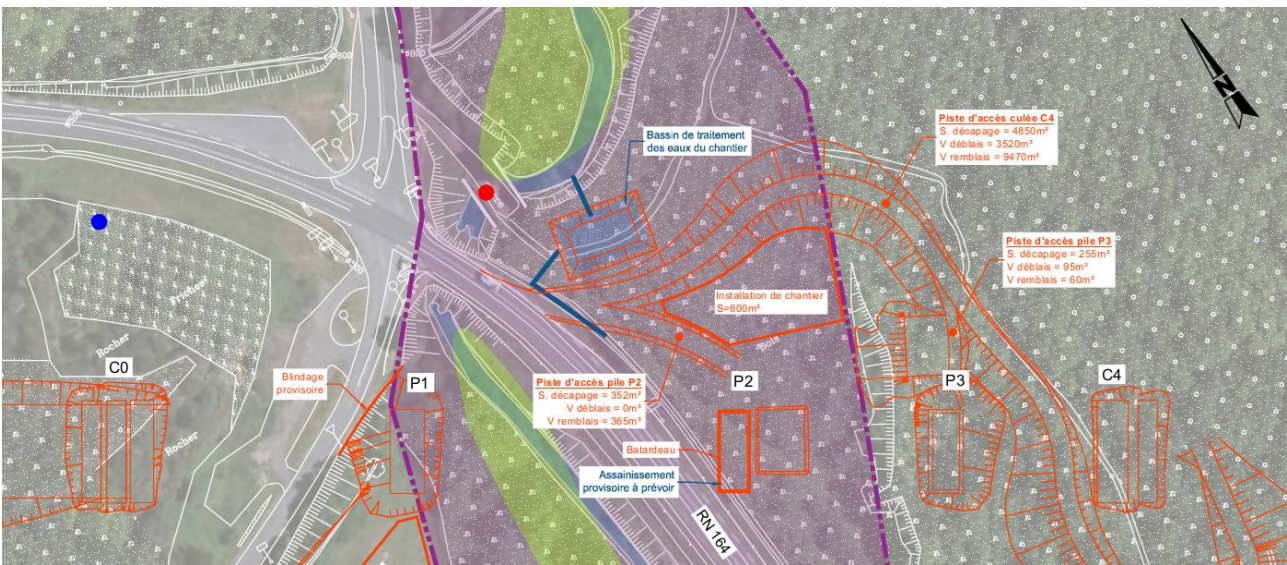 N
Bassin de traitement
des eaux du chantier
Piste d'accès culée C4
S. décapage = 4850m²
V déblais = 3520m³
V remblais = 9470m³
Piste d'accès pile P3
S. décapage = 255m²
V déblais = 95m³
V remblais = 60m³
Installation de chantier
S=800m²
Rocher
C0
Rocher
Blindage
provisoire
P1
Bois
Piste d'accès pile P2
S. décapage = 352m²
V déblais = 0m³
V remblais = 365m³
P2
P3
C4
Batardeau
Assainissement
provisoire à prévoir
RN 164